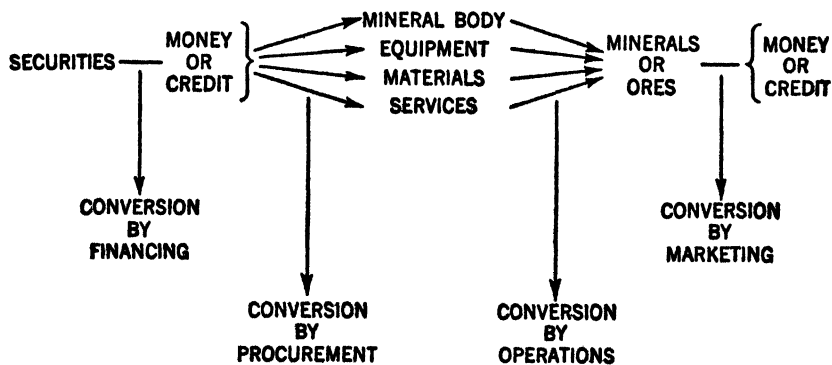 SECURITIES
MONEY
OR
CREDIT
MINERAL BODY
EQUIPMENT
MATERIALS
SERVICES
MINERALS
OR
ORES
MONEY
OR
CREDIT
CONVERSION
BY
FINANCING
CONVERSION
BY
PROCUREMENT
CONVERSION
BY
OPERATIONS
CONVERSION
BY
MARKETING